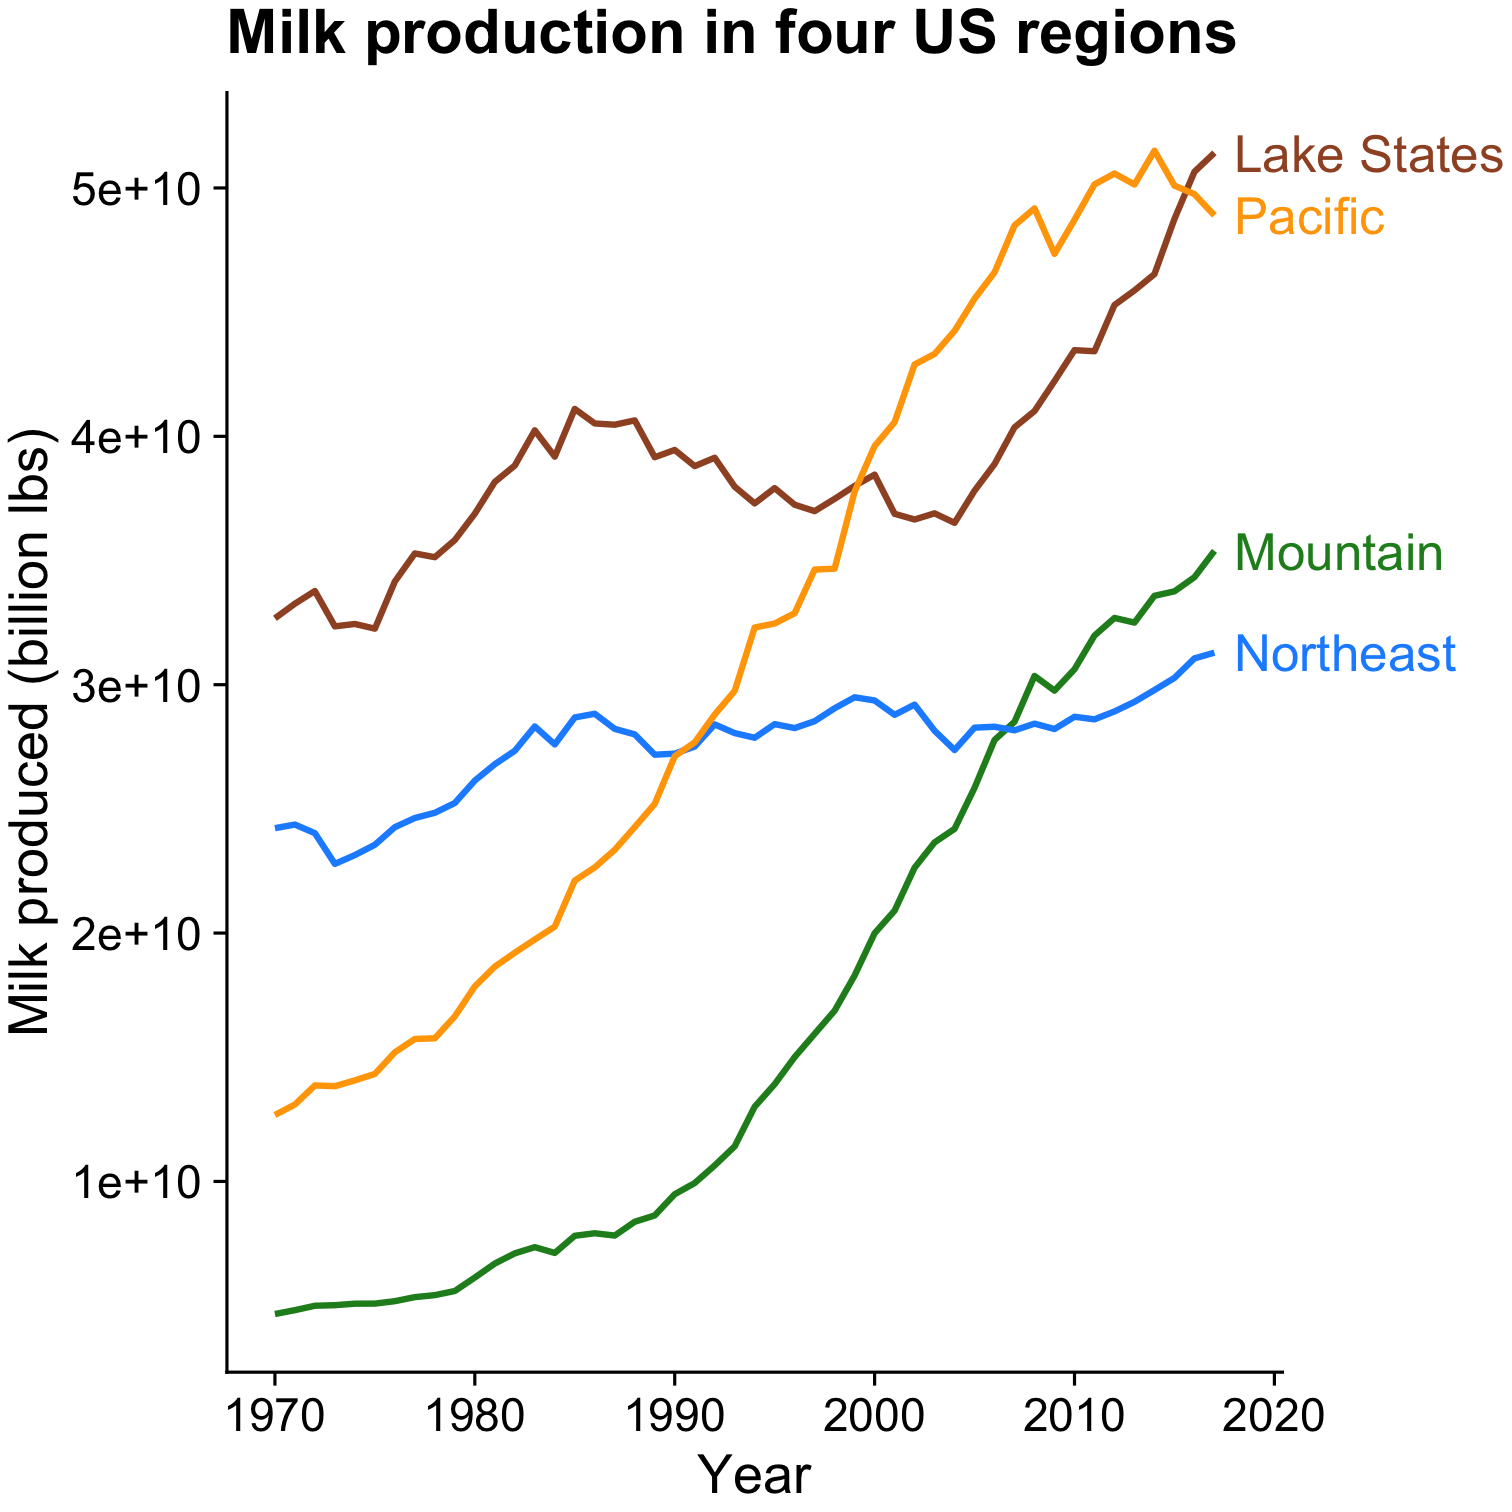 Milk production in four US regions
Milk produced (billion lbs)
5e+10
4e+10
3e+10
2e+10
1e+10
Lake States
Pacific
Mountain
Northeast
1970 1980 1990 2000 2010 2020
Year